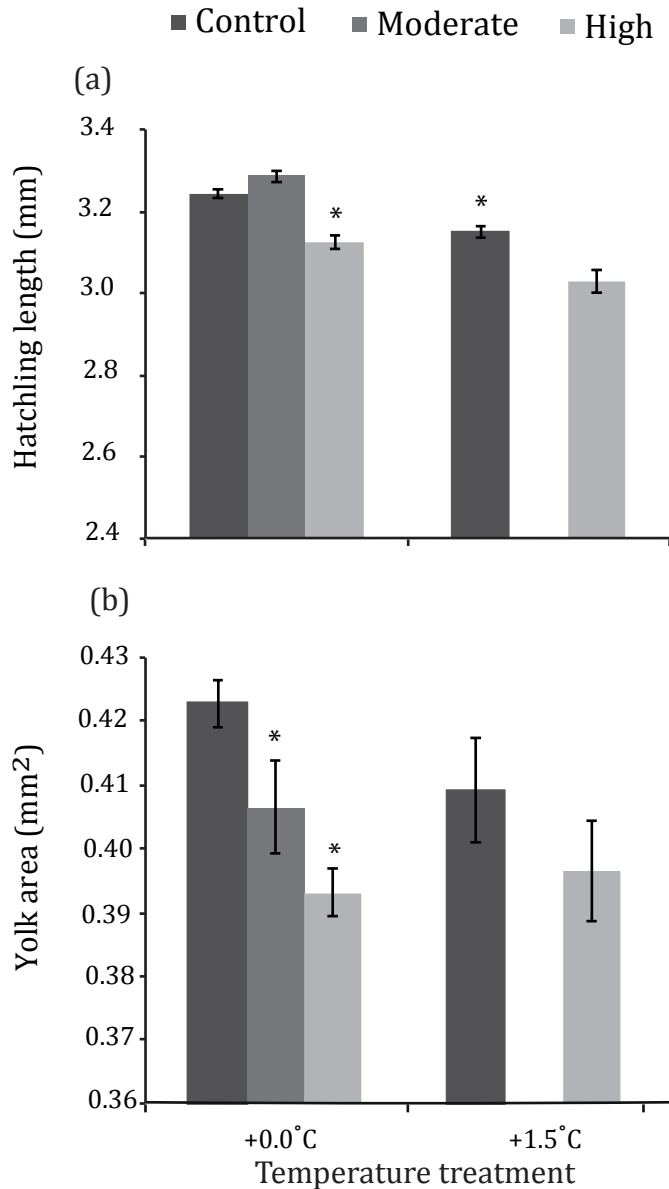 Control Moderate High
(a)
Hatchling length (mm)
3.4
3.2
3.0
2.8
2.6
2.4
*
*
(b)
Yolk area (mm²)
0.43
0.42
0.41
0.40
0.39
0.38
0.37
0.36
*
*
+0.0˚C +1.5˚C
Temperature treatment